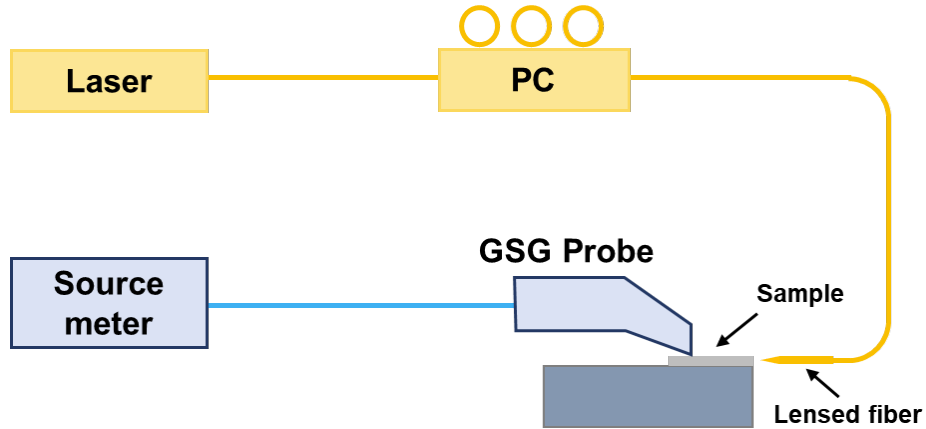 Laser
PC
GSG Probe
Source
meter
Sample
Lensed fiber